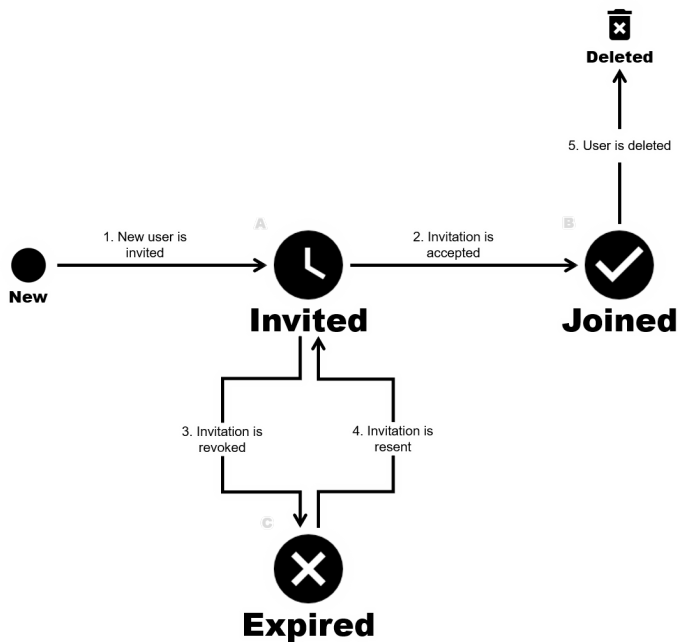 Deleted
5. User is deleted
A
B
1. New user is
invited
2. Invitation is
accepted
New
Invited
Joined
3. Invitation is
revoked
4. Invitation is
resent
C
Expired